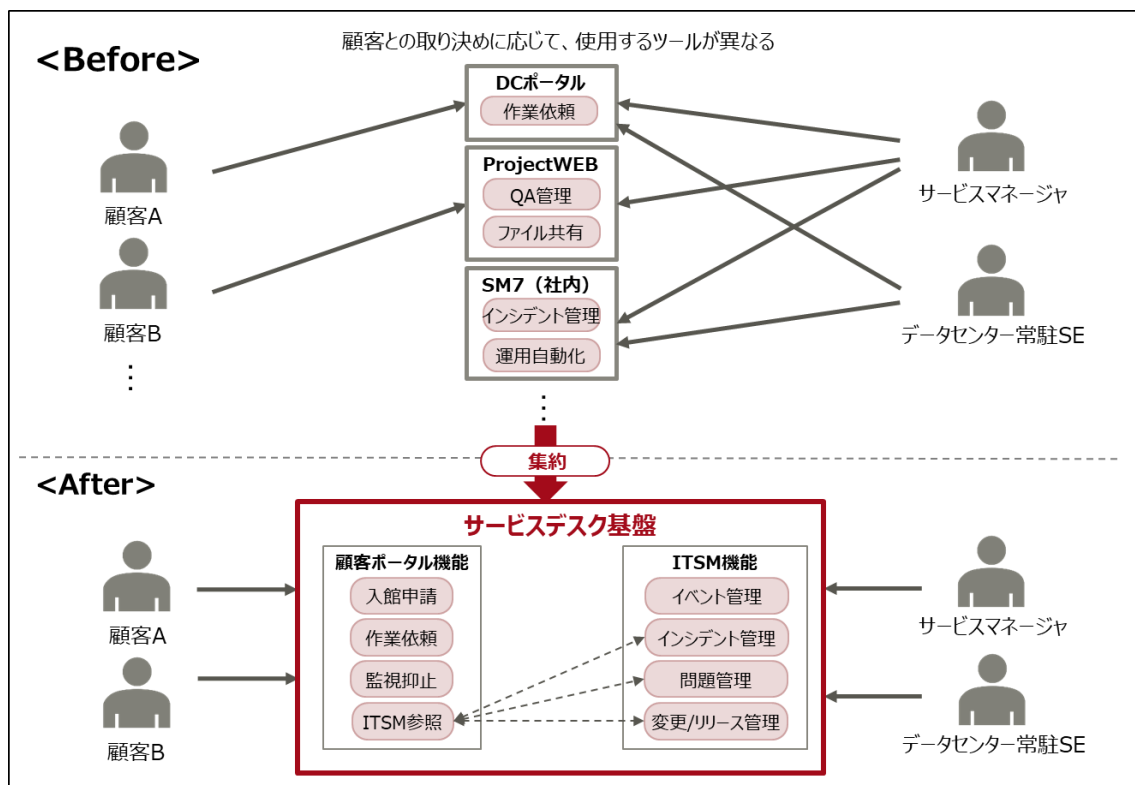 <Before>
顧客との取り決めに応じて、使用するツールが異なる
DCポータル
作業依頼
ProjectWEB
QA管理
ファイル共有
SM7（社内）
インシデント管理
運用自動化
⋮
顧客A
顧客B
⋮
サービスマネージャ
データセンター常駐SE
集約
<After>
サービスデスク基盤
顧客ポータル機能
入館申請
作業依頼
監視抑止
ITSM参照
ITSM機能
イベント管理
インシデント管理
問題管理
変更/リリース管理
顧客A
顧客B
サービスマネージャ
データセンター常駐SE